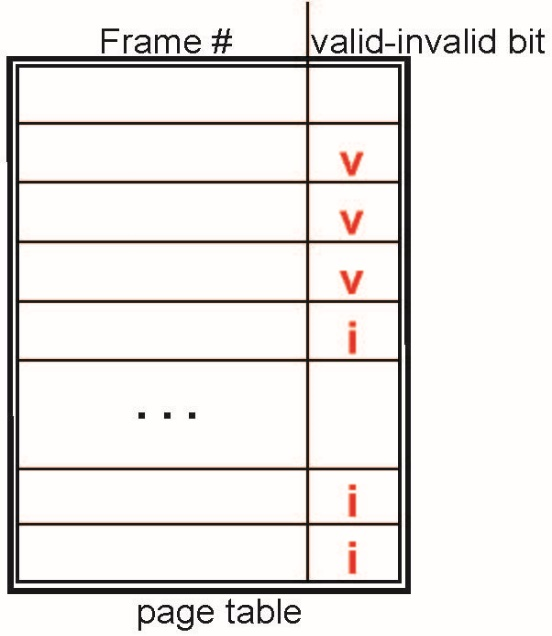 Frame # valid-invalid bit
v
v
v
i
. . .
i
i
page table